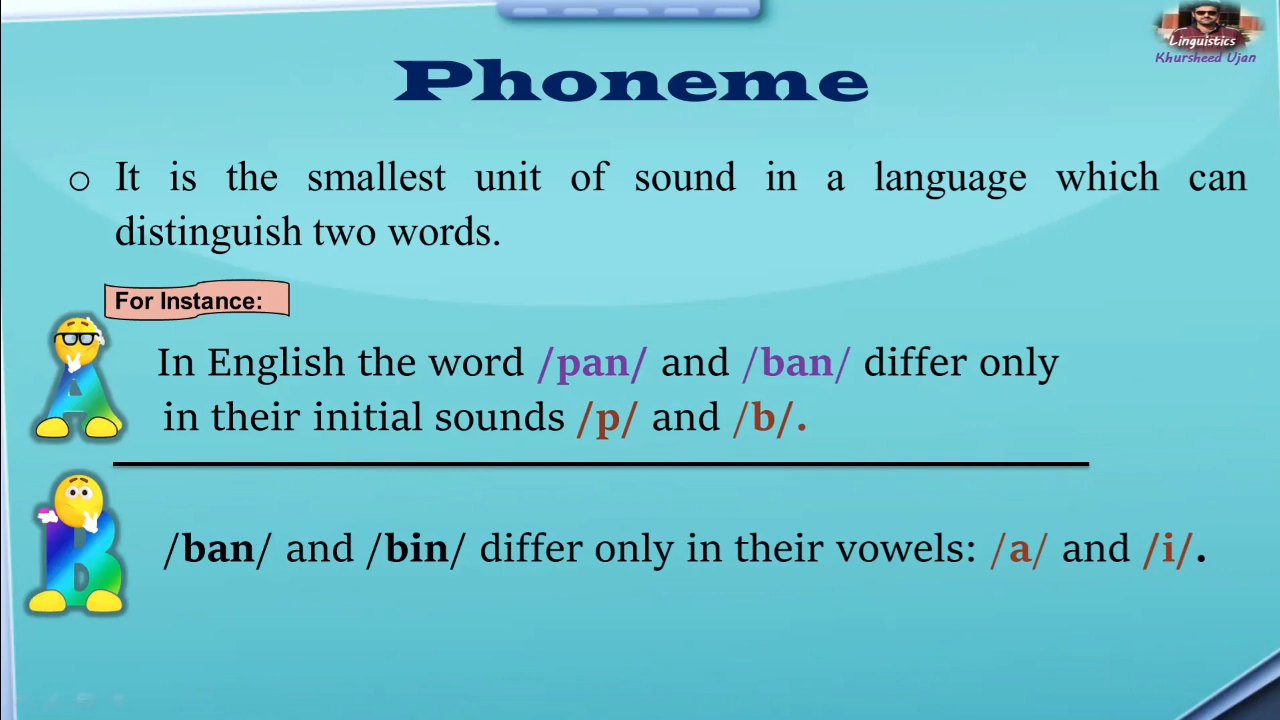 Linguistics
Khursheed Ujan
Phoneme
o It is the smallest unit of sound in a language which can
distinguish two words.
For Instance:
In English the word /pan/ and /ban/ differ only
in their initial sounds /p/ and /b/.
/ban/ and /bin/ differ only in their vowels: /a/ and /i/.